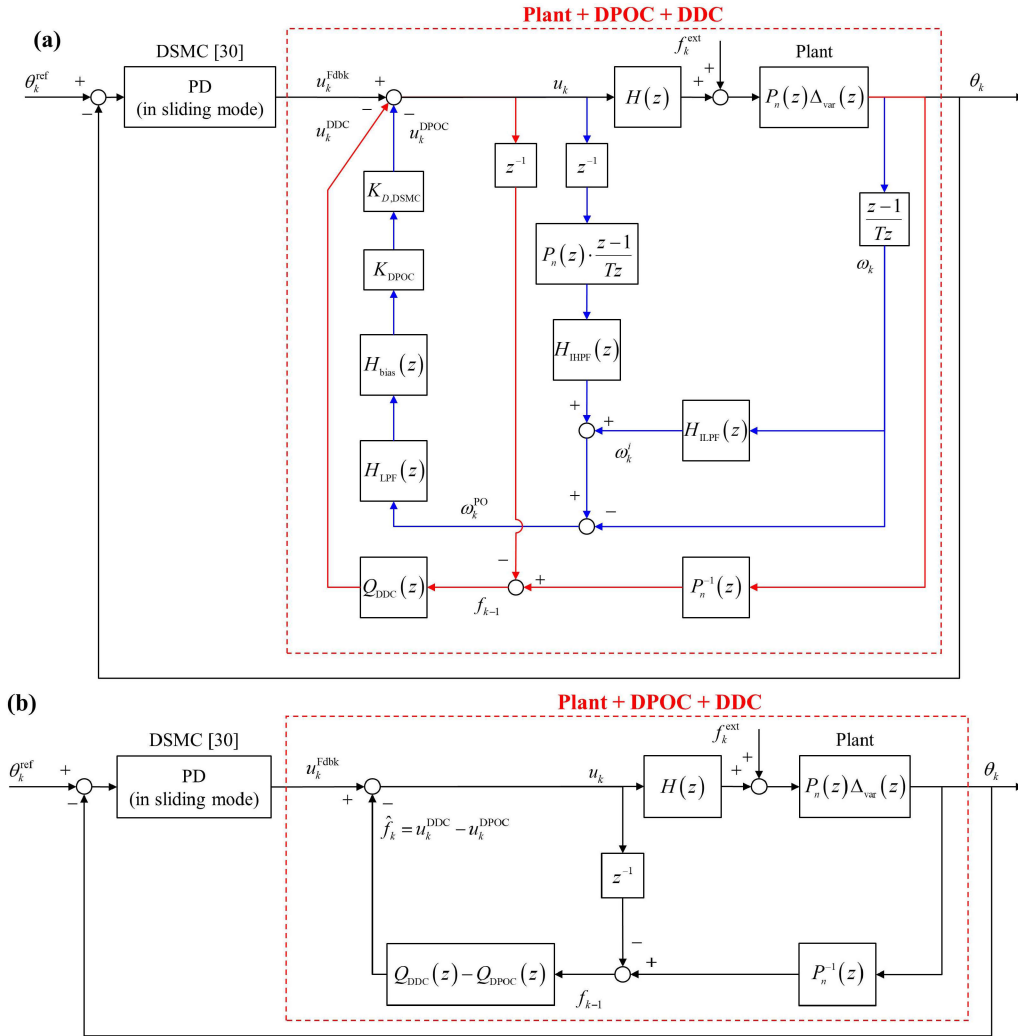 (a)
Plant + DPOC + DDC
DSMC [30]
θ_k^ref
+
−
PD
(in sliding mode)
u_k^Fdbk
+
−
−
u_k^DDC
u_k^DPOC
u_k
H(z)
f_k^ext
+
+
Plant
P_n(z)Δ_var(z)
θ_k
z^{-1}
z^{-1}
K_{D,DSMC}
z−1
Tz
ω_k
P_n(z)·
z−1
Tz
K_DPOC
H_bias(z)
H_IHPF(z)
+
+
H_ILPF(z)
ω_k^i
H_LPF(z)
ω_k^PO
+
−
Q_DDC(z)
−
+
f_{k−1}
P_n^{-1}(z)
(b)
Plant + DPOC + DDC
DSMC [30]
θ_k^ref
+
−
PD
(in sliding mode)
u_k^Fdbk
+
−
f̂_k = u_k^DDC − u_k^DPOC
u_k
H(z)
f_k^ext
+
+
Plant
P_n(z)Δ_var(z)
θ_k
z^{-1}
−
+
Q_DDC(z) − Q_DPOC(z)
f_{k−1}
P_n^{-1}(z)